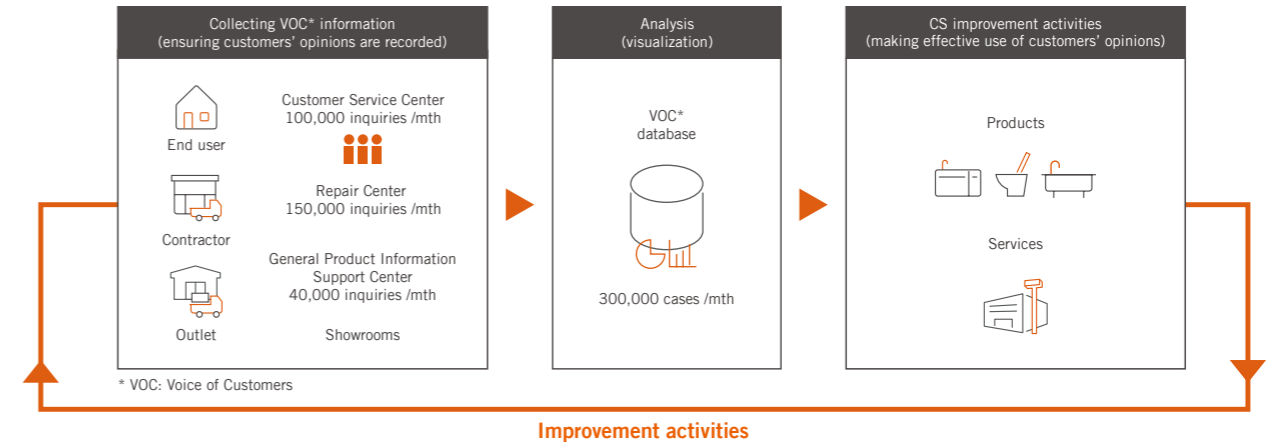 Collecting VOC* information
(ensuring customers' opinions are recorded)
End user
Contractor
Outlet
Customer Service Center
100,000 inquiries /mth
Repair Center
150,000 inquiries /mth
General Product Information
Support Center
40,000 inquiries /mth
Showrooms
Analysis
(visualization)
VOC*
database
300,000 cases /mth
CS improvement activities
(making effective use of customers' opinions)
Products
Services
* VOC: Voice of Customers
Improvement activities